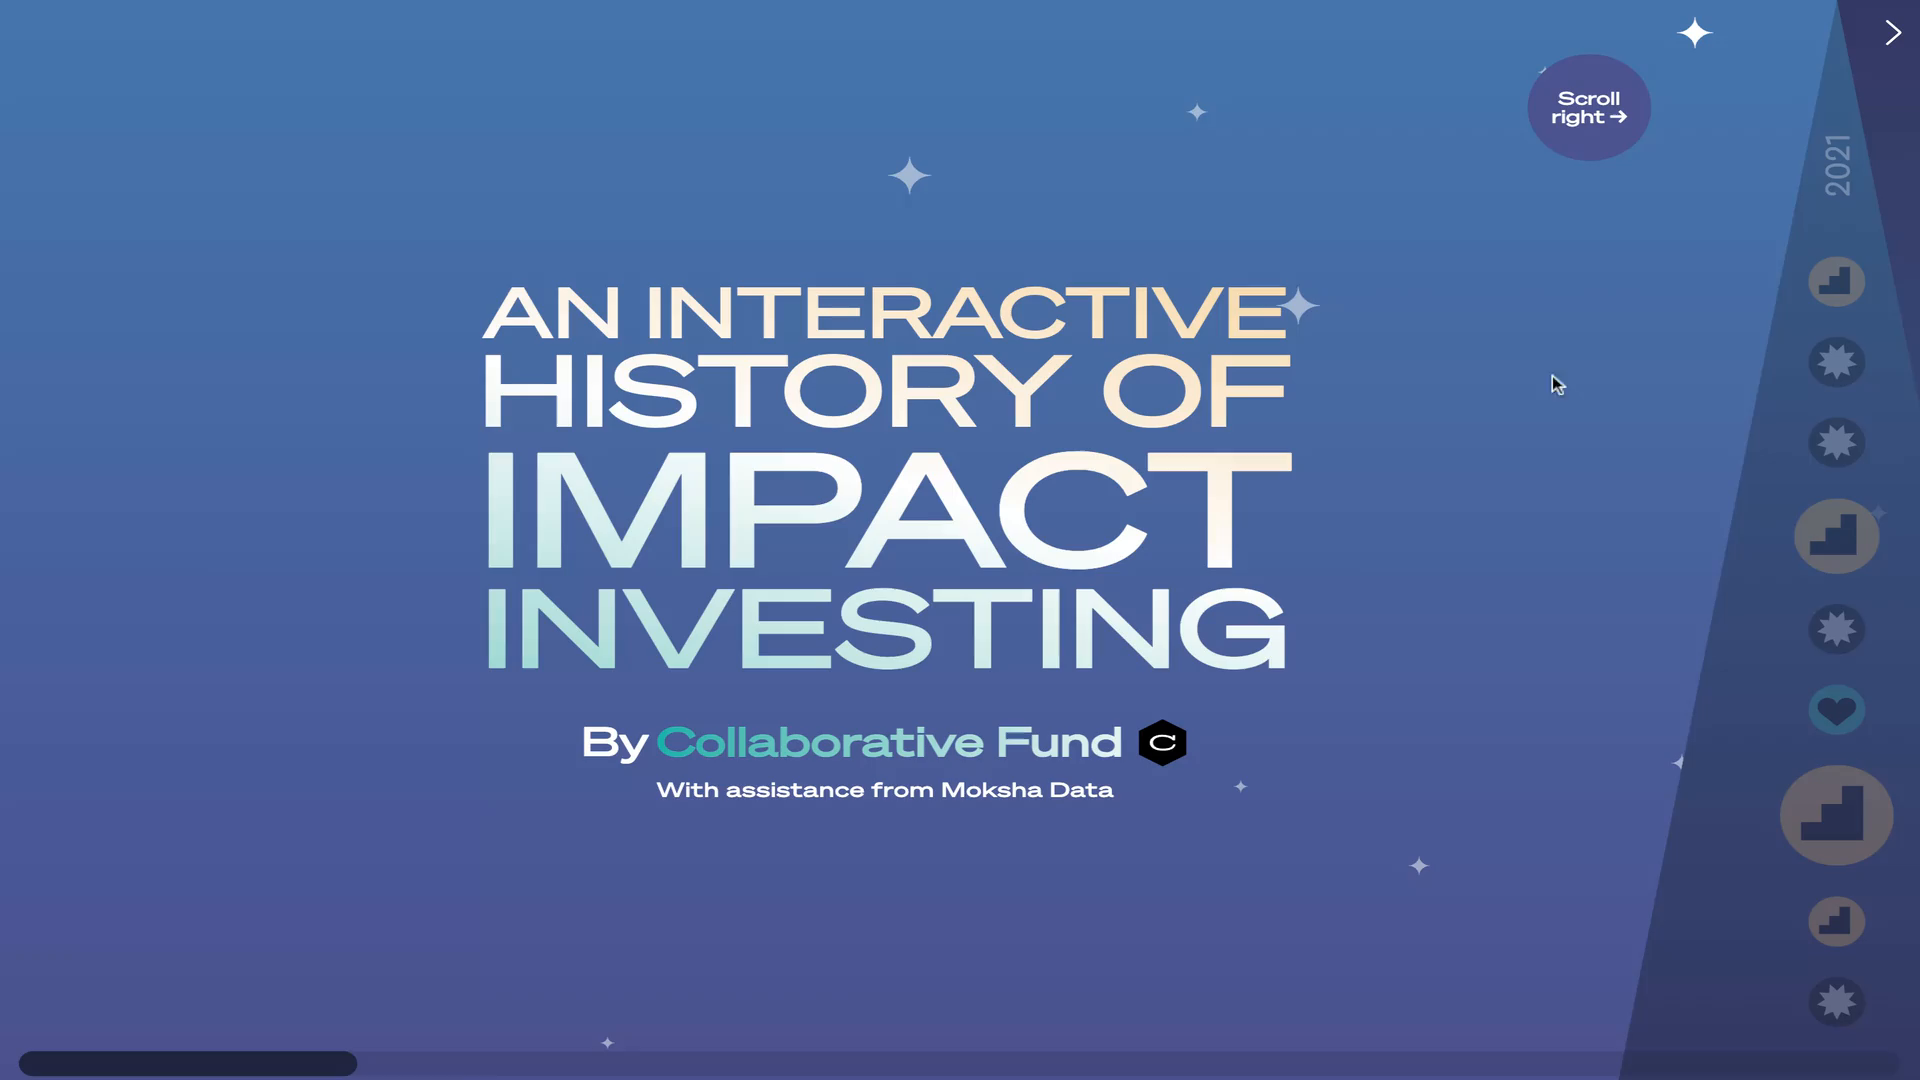 Scroll
right →
2021
AN INTERACTIVE
HISTORY OF
IMPACT
INVESTING
By Collaborative Fund C
With assistance from Moksha Data